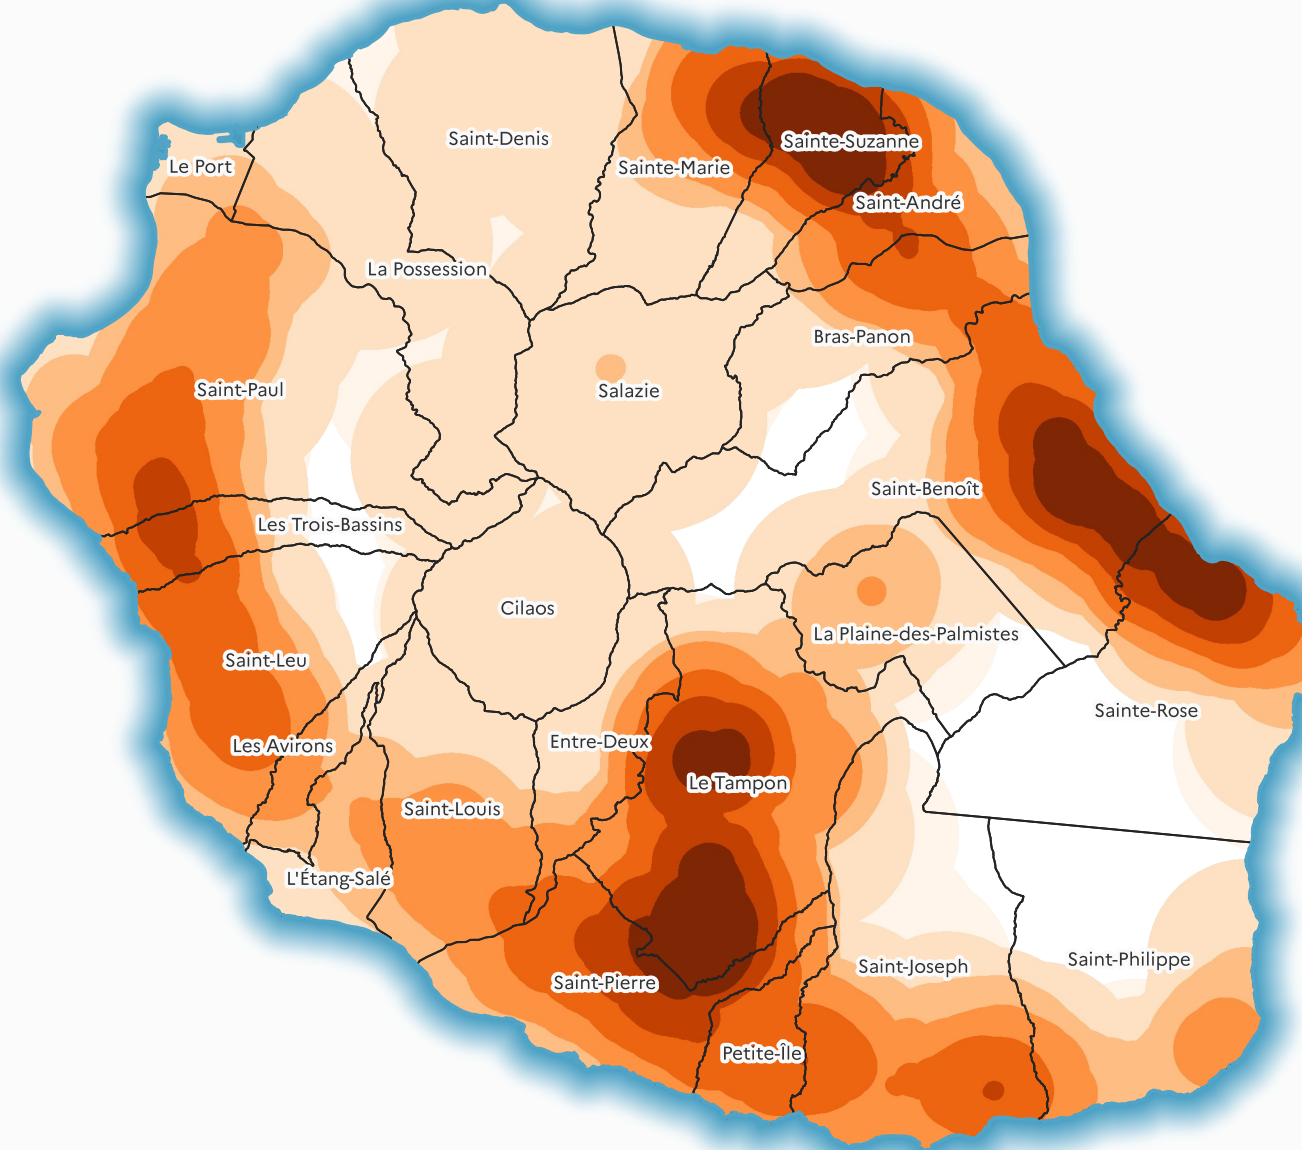 Saint-Denis
Sainte-Suzanne
Le Port
Sainte-Marie
Saint-André
La Possession
Bras-Panon
Saint-Paul
Salazie
Saint-Benoît
Les Trois-Bassins
Cilaos
La Plaine-des-Palmistes
Saint-Leu
Sainte-Rose
Les Avirons
Entre-Deux
Le Tampon
Saint-Louis
L'Étang-Salé
Saint-Philippe
Saint-Joseph
Saint-Pierre
Petite-Île